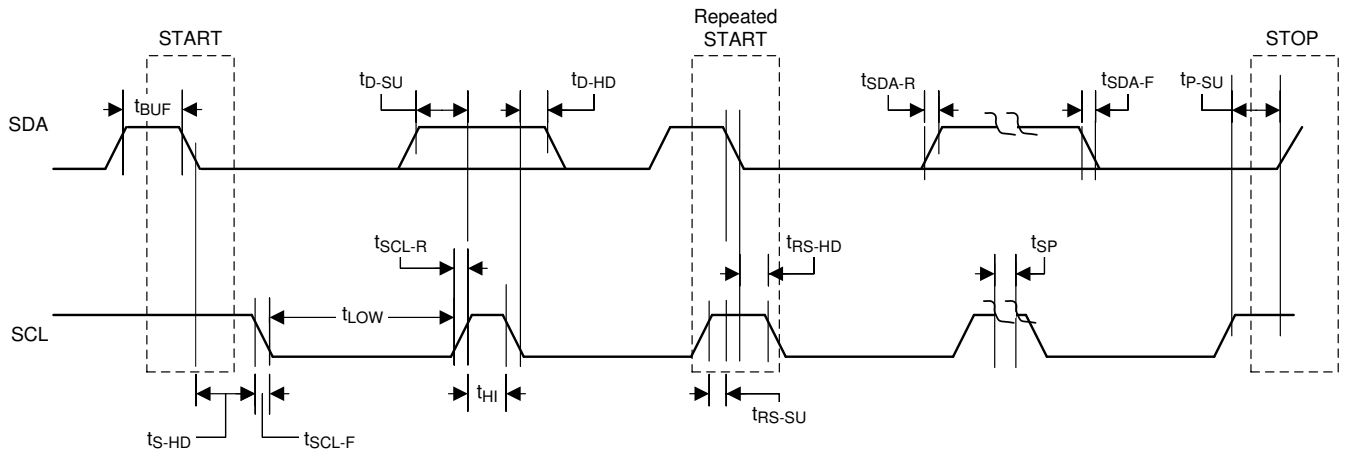 START
Repeated
START
STOP
SDA
tBUF
tD-SU
tD-HD
tSDA-R
tSDA-F
tP-SU
SCL
tSCL-R
tLOW
tRS-HD
tSP
tS-HD
tSCL-F
tHI
tRS-SU